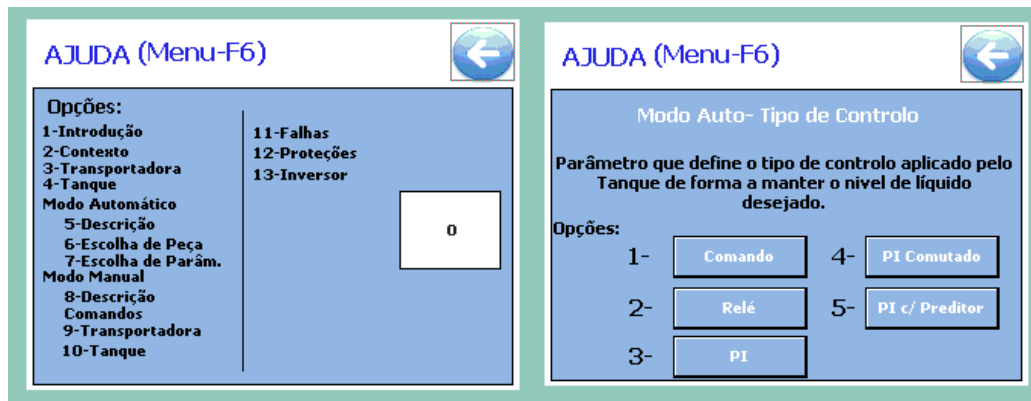 AJUDA (Menu-F6)
Opções:
1-Introdução
2-Contexto
3-Transportadora
4-Tanque
Modo Automático
5-Descrição
6-Escolha de Peça
7-Escolha de Parâm.
Modo Manual
8-Descrição
Comandos
9-Transportadora
10-Tanque
11-Falhas
12-Proteções
13-Inversor
0
AJUDA (Menu-F6)
Modo Auto- Tipo de Controlo
Parâmetro que define o tipo de controlo aplicado pelo
Tanque de forma a manter o nivel de líquido
desejado.
Opções:
1- Comando
2- Relé
3- PI
4- PI Comutado
5- PI c/ Preditor